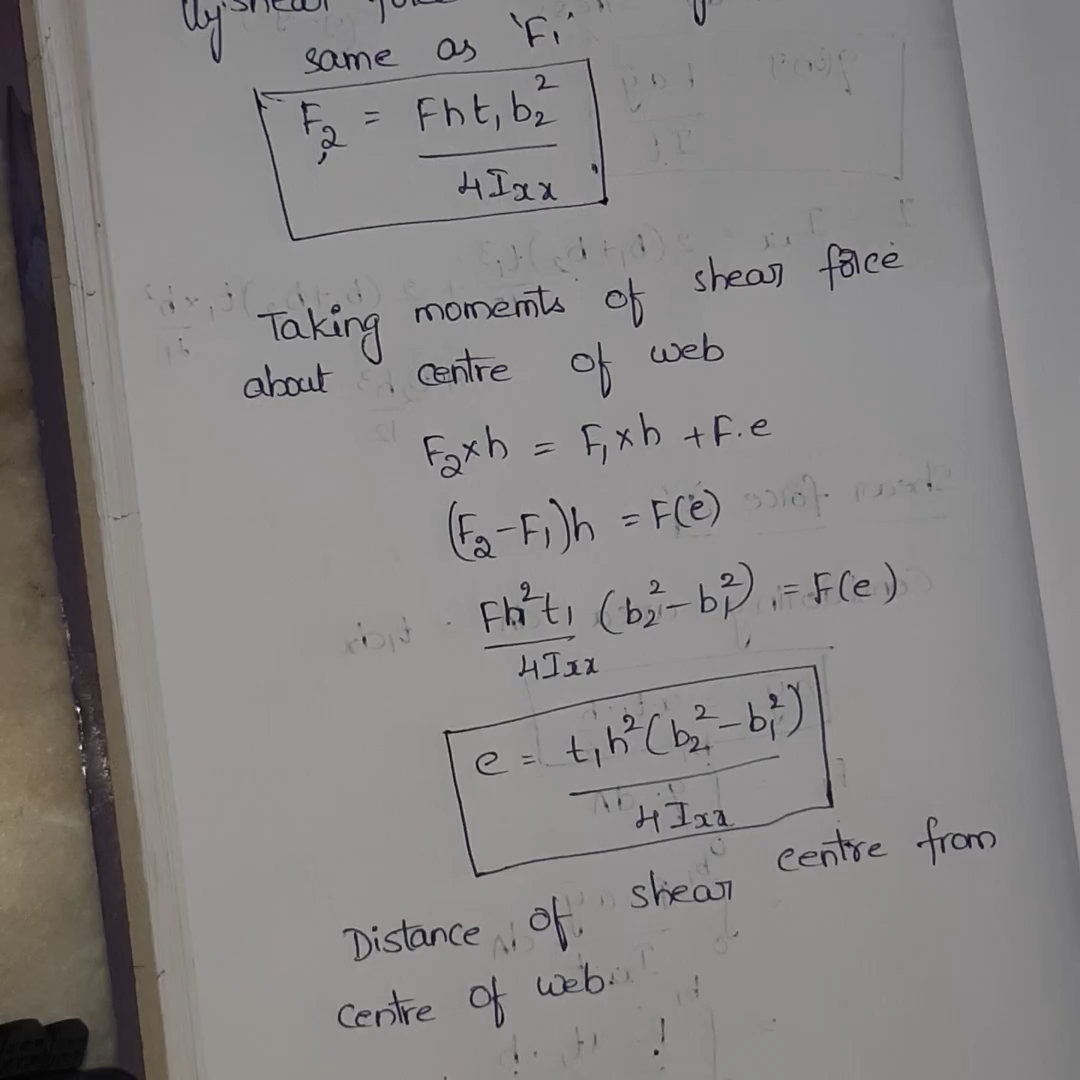 same as 'F₁'
F₂ = Fht₁b₂² / 4Ixx
Taking moments of shear force
about centre of web
F₂×h = F₁×h + F.e
(F₂-F₁)h = F(e)
Fh²t₁ / 4Ixx (b₂²-b₁²) = F(e)
e = t₁h²(b₂²-b₁²) / 4Ixx
Distance of shear centre from
centre of web.